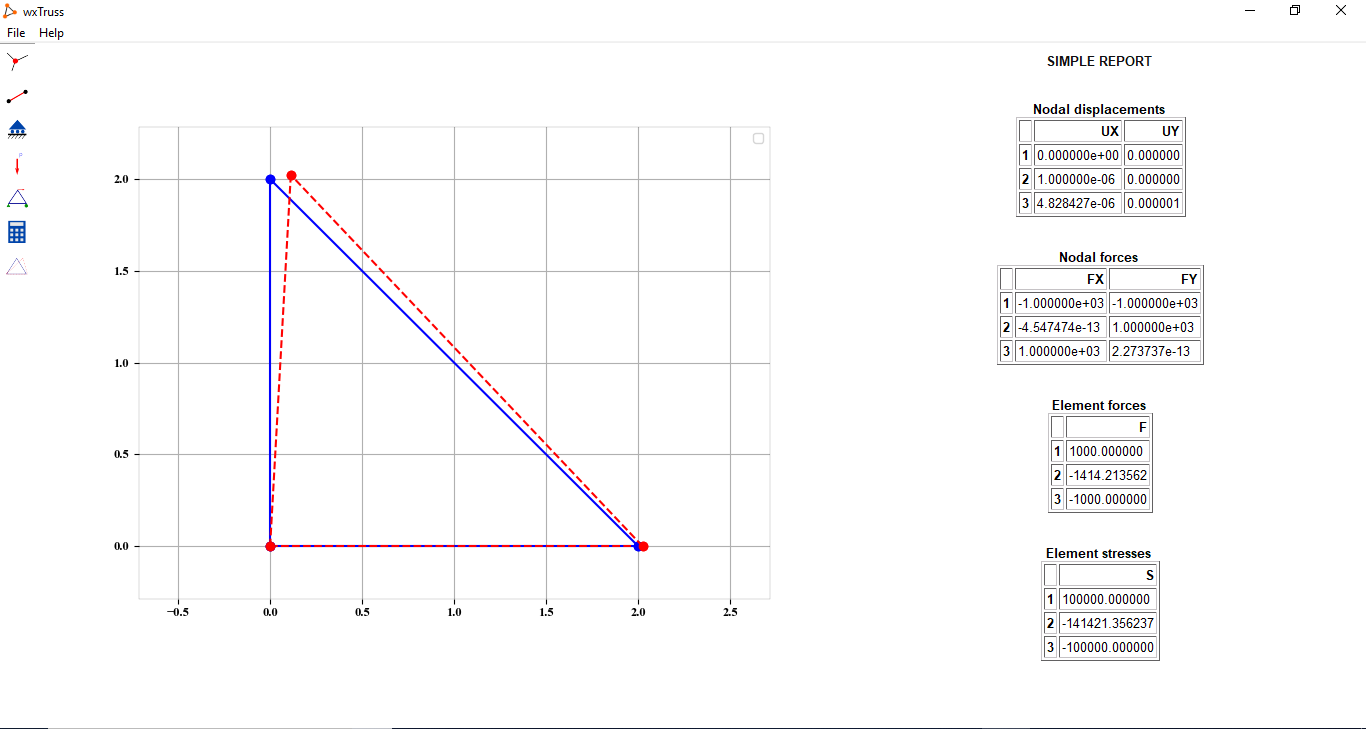 wxTruss
File Help
2.0
1.5
1.0
0.5
0.0
−0.5 0.0 0.5 1.0 1.5 2.0 2.5
SIMPLE REPORT
Nodal displacements
UX UY
1 0.000000e+00 0.000000
2 1.000000e-06 0.000000
3 4.828427e-06 0.000001
Nodal forces
FX FY
1 -1.000000e+03 -1.000000e+03
2 -4.547474e-13 1.000000e+03
3 1.000000e+03 2.273737e-13
Element forces
F
1 1000.000000
2 -1414.213562
3 -1000.000000
Element stresses
S
1 100000.000000
2 -141421.356237
3 -100000.000000